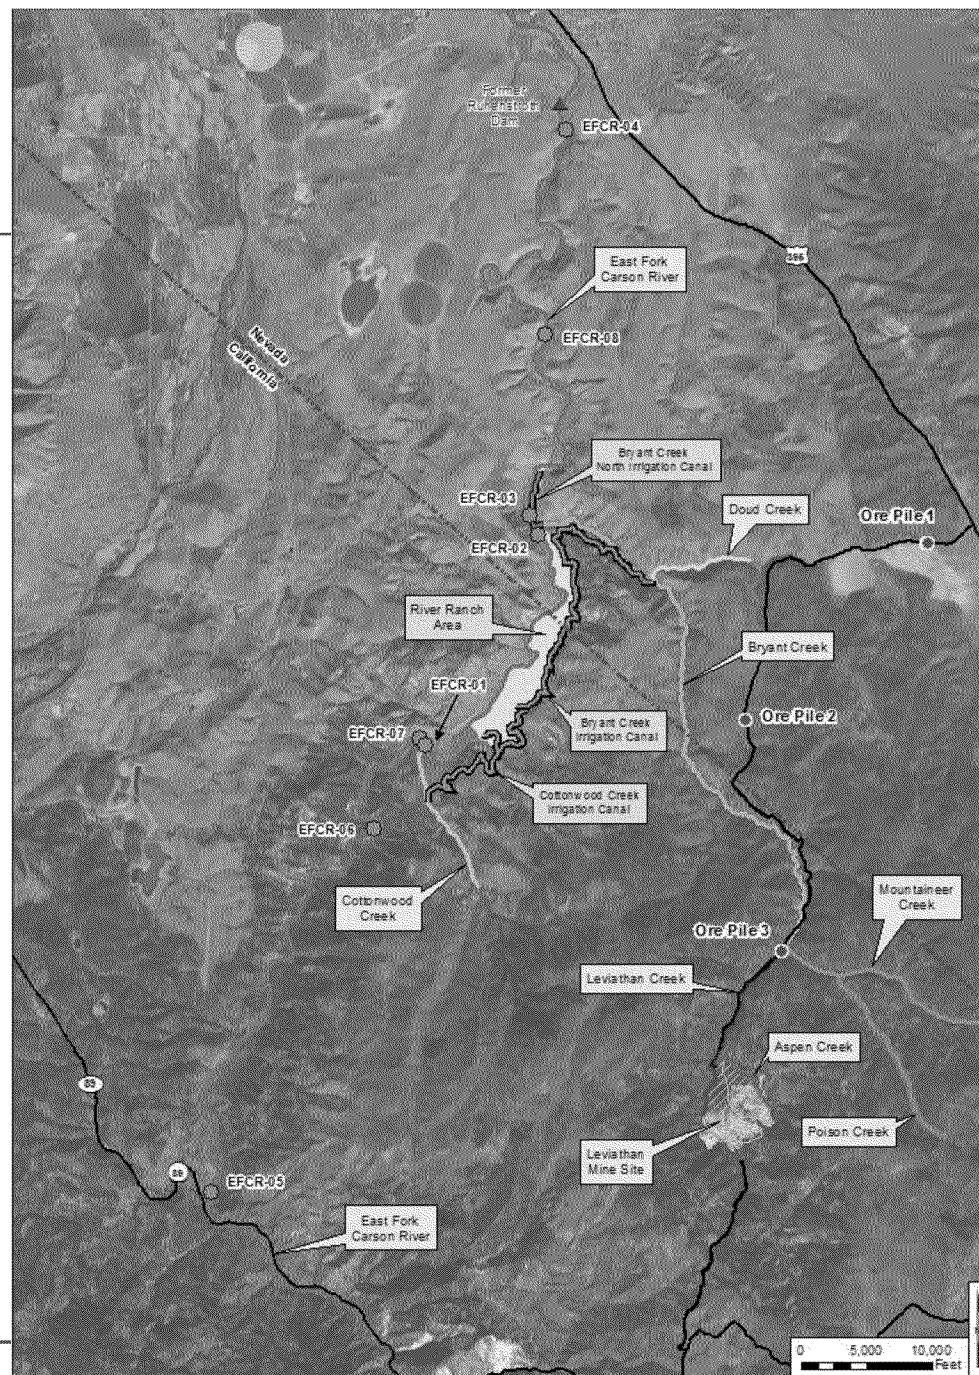 Former
Ruhenstroth
Dam
EFCR-04
395
East Fork
Carson River
EFCR-08
Nevada
California
Bryant Creek
North Irrigation Canal
EFCR-03
Doud Creek
Ore Pile 1
EFCR-02
River Ranch
Area
Bryant Creek
EFCR-01
Ore Pile 2
Bryant Creek
Irrigation Canal
EFCR-07
Cottonwood Creek
Irrigation Canal
EFCR-06
Mountaineer
Creek
Cottonwood
Creek
Ore Pile 3
Leviathan Creek
Aspen Creek
Poison Creek
Leviathan
Mine Site
89
EFCR-05
East Fork
Carson River
0 5,000 10,000
Feet